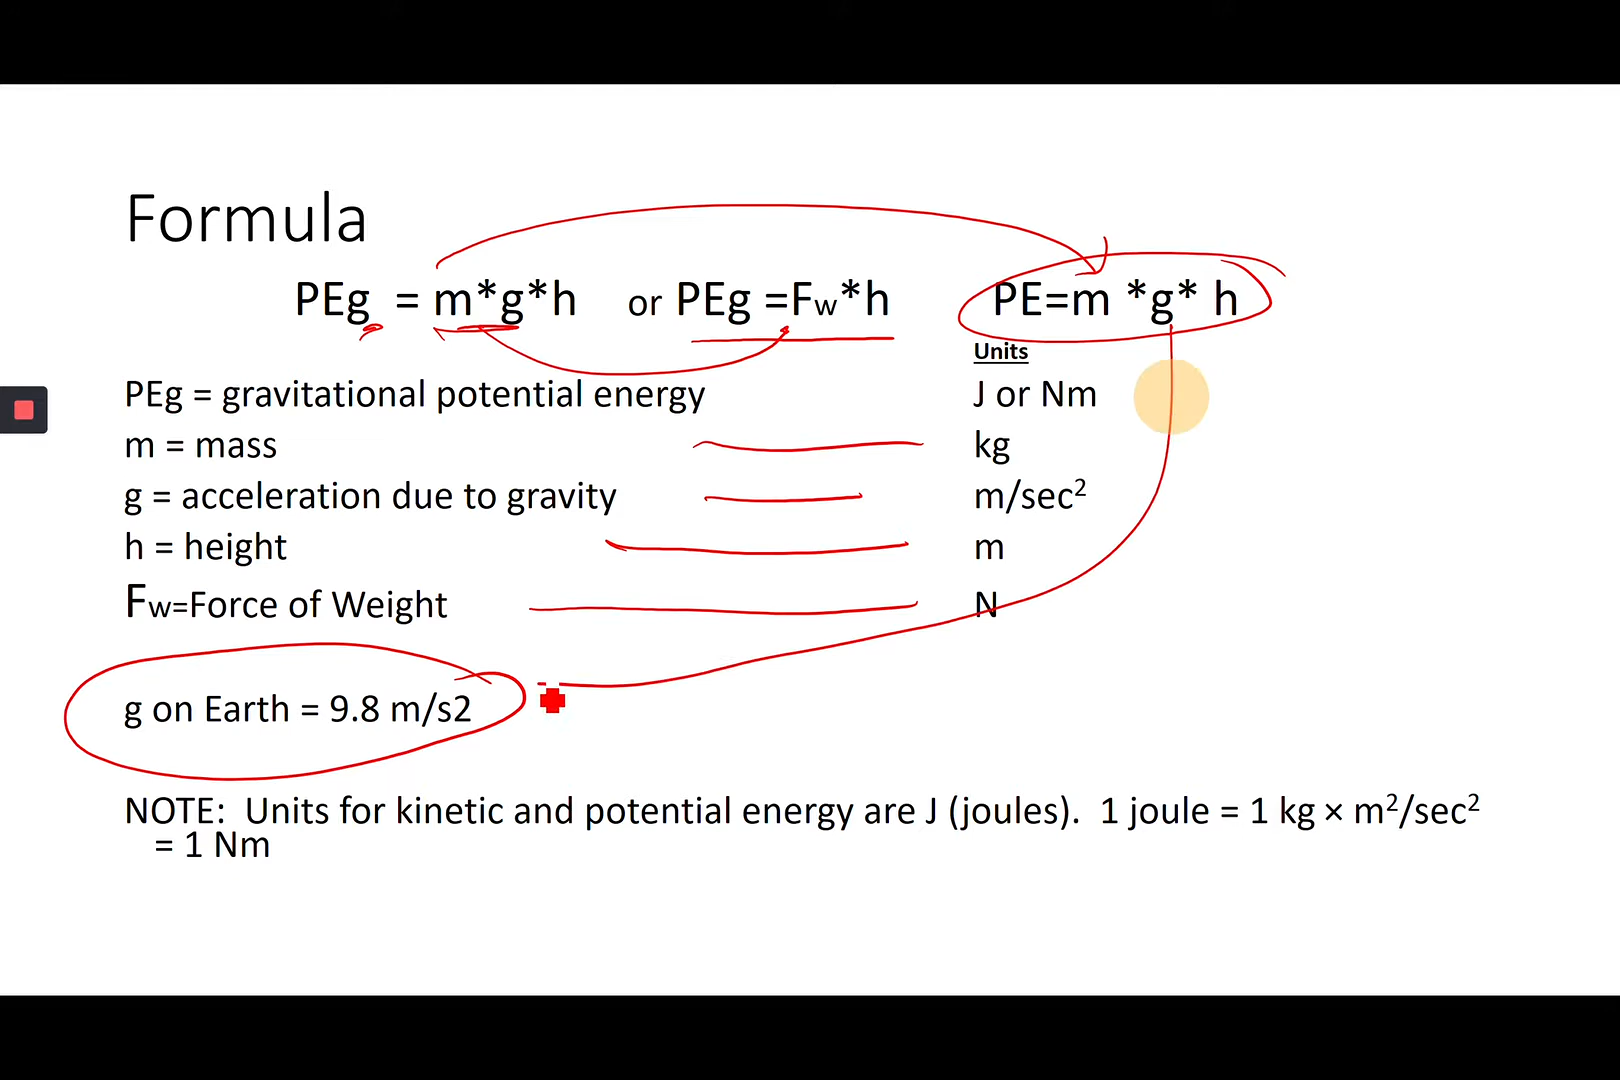 Formula
PEg = m*g*h or PEg =Fw*h PE=m *g* h
Units
PEg = gravitational potential energy J or Nm
m = mass kg
g = acceleration due to gravity m/sec²
h = height m
Fw=Force of Weight N
g on Earth = 9.8 m/s2
NOTE: Units for kinetic and potential energy are J (joules). 1 joule = 1 kg × m²/sec²
= 1 Nm